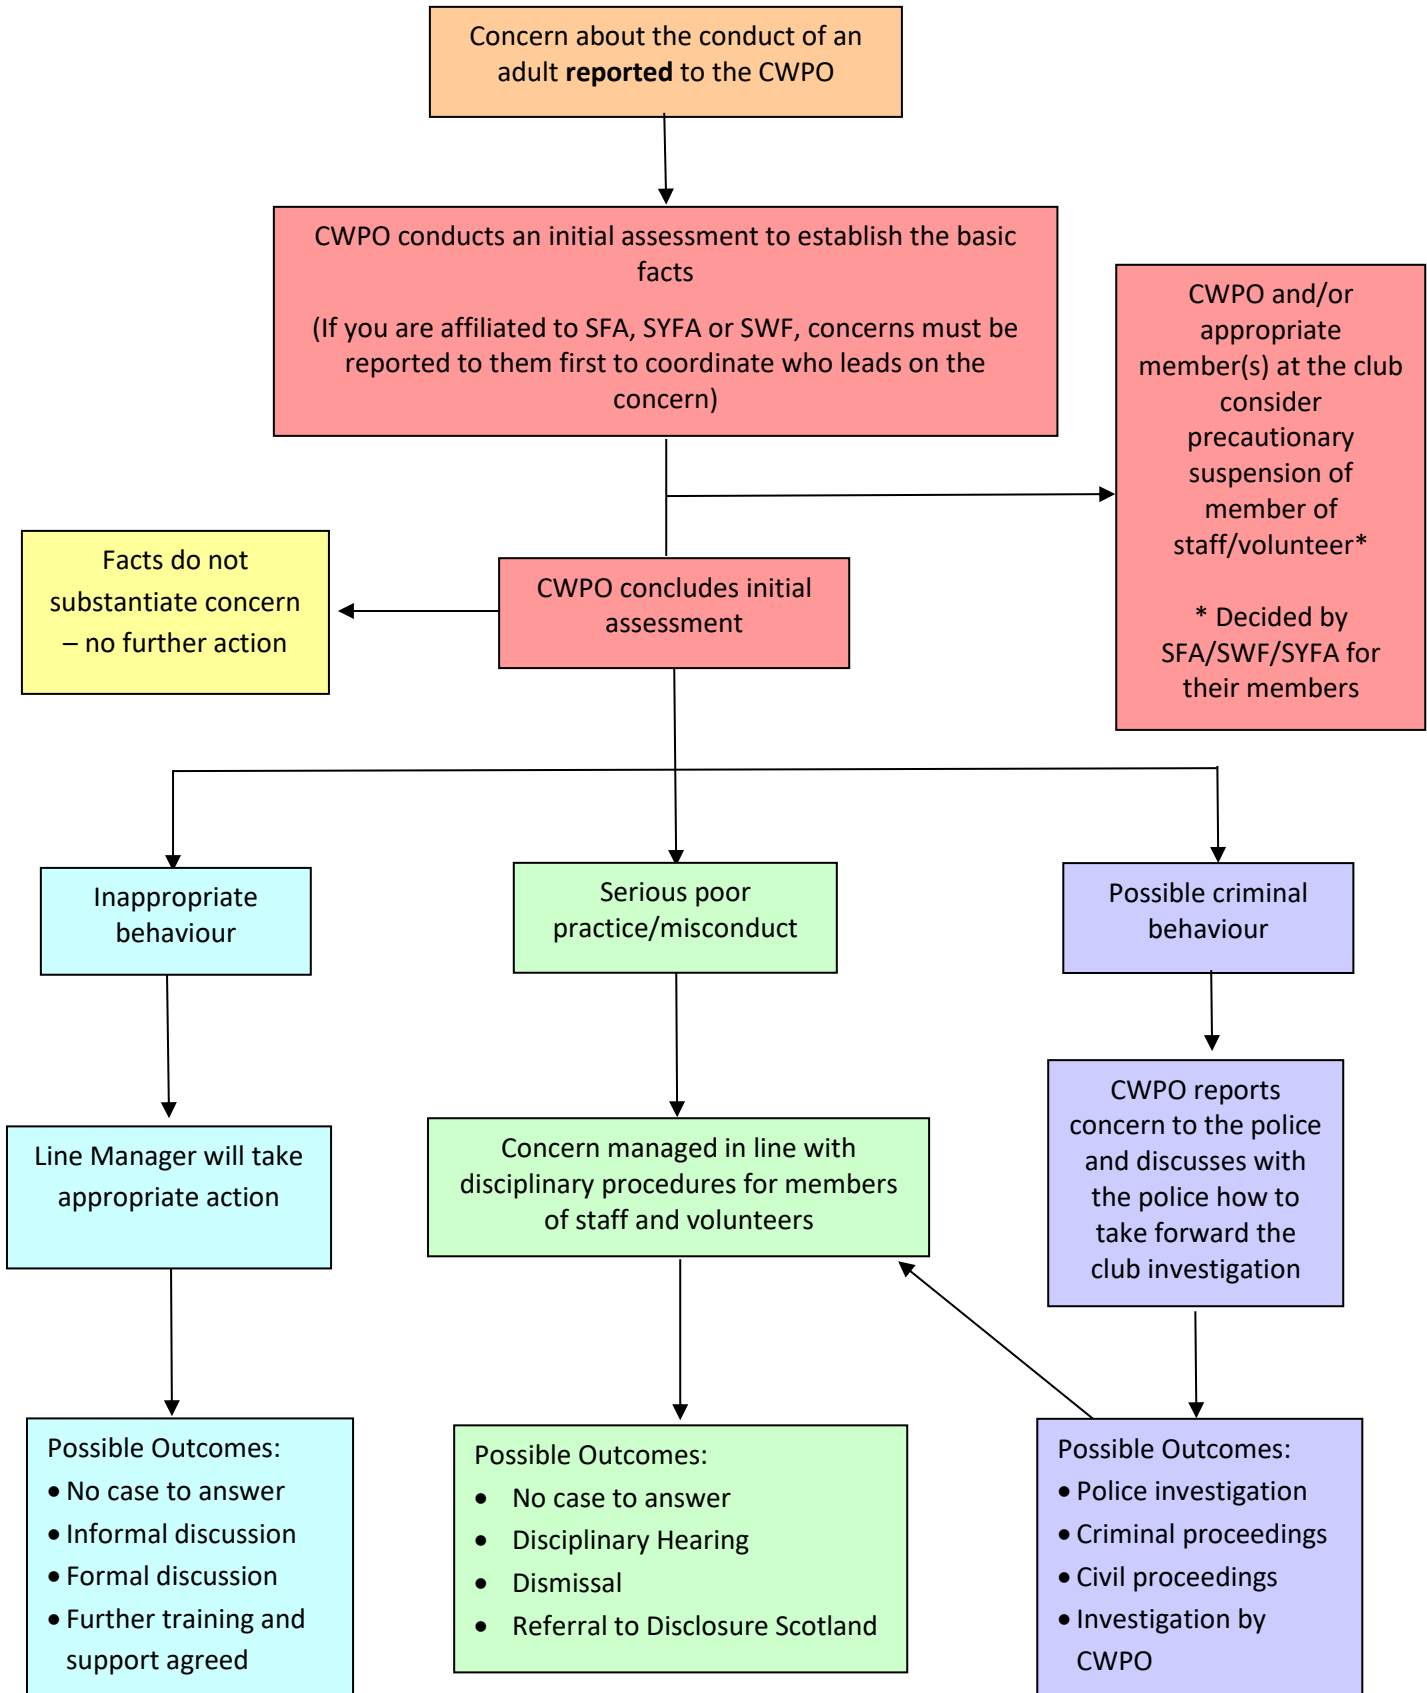 Concern about the conduct of an
adult reported to the CWPO
CWPO conducts an initial assessment to establish the basic
facts
(If you are affiliated to SFA, SYFA or SWF, concerns must be
reported to them first to coordinate who leads on the
concern)
CWPO and/or
appropriate
member(s) at the club
consider
precautionary
suspension of
member of
staff/volunteer*
* Decided by
SFA/SWF/SYFA for
their members
Facts do not
substantiate concern
– no further action
CWPO concludes initial
assessment
Inappropriate
behaviour
Serious poor
practice/misconduct
Possible criminal
behaviour
Line Manager will take
appropriate action
Concern managed in line with
disciplinary procedures for members
of staff and volunteers
CWPO reports
concern to the police
and discusses with
the police how to
take forward the
club investigation
Possible Outcomes:
• No case to answer
• Informal discussion
• Formal discussion
• Further training and
support agreed
Possible Outcomes:
• No case to answer
• Disciplinary Hearing
• Dismissal
• Referral to Disclosure Scotland
Possible Outcomes:
• Police investigation
• Criminal proceedings
• Civil proceedings
• Investigation by
CWPO